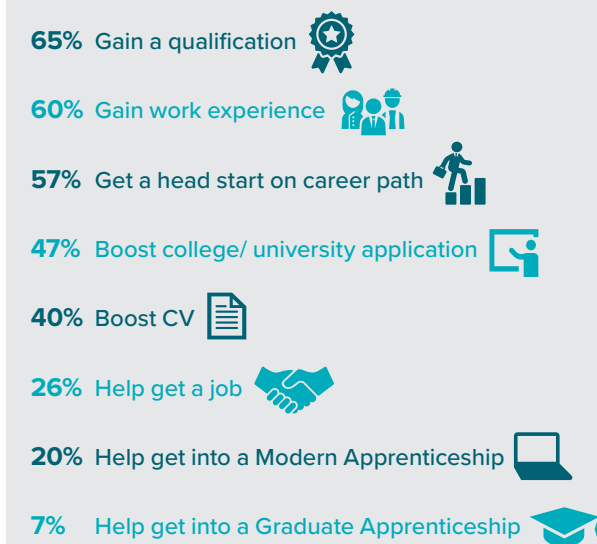 65% Gain a qualification
60% Gain work experience
57% Get a head start on career path
47% Boost college/ university application
40% Boost CV
26% Help get a job
20% Help get into a Modern Apprenticeship
7% Help get into a Graduate Apprenticeship